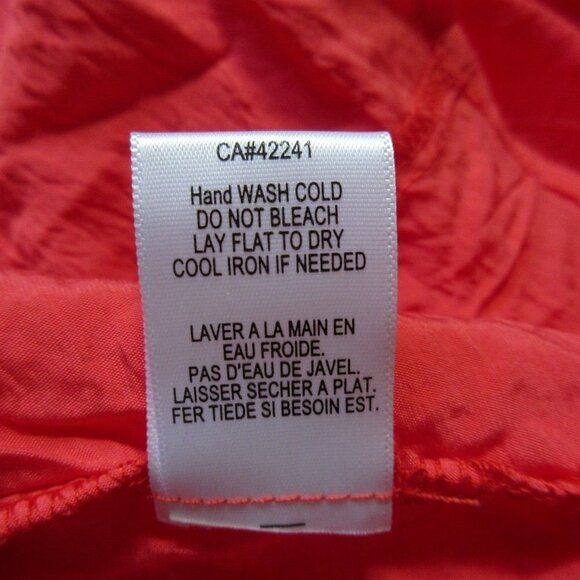 CA#42241
Hand WASH COLD
DO NOT BLEACH
LAY FLAT TO DRY
COOL IRON IF NEEDED
LAVER A LA MAIN EN
EAU FROIDE.
PAS D'EAU DE JAVEL.
LAISSER SECHER A PLAT.
FER TIEDE SI BESOIN EST.